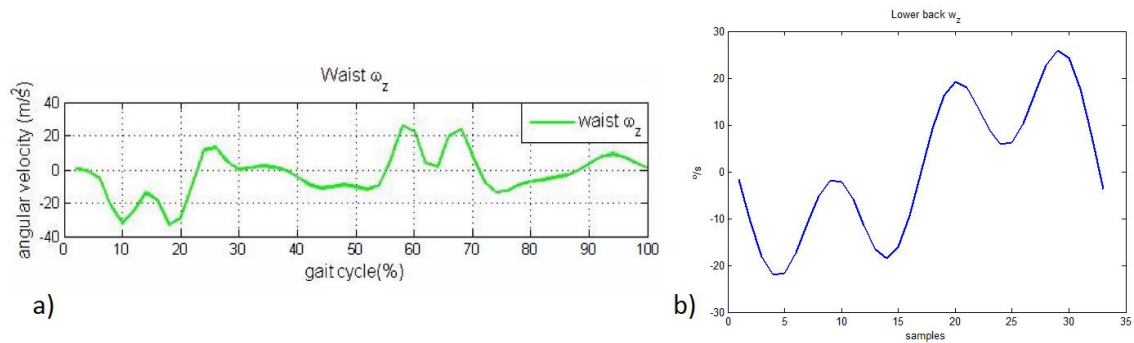 Waist ω_z
angular velocity (m/s²)
40
20
0
-20
-40
waist ω_z
0 10 20 30 40 50 60 70 80 90 100
gait cycle(%)
a)
Lower back w_z
º/s
30
20
10
0
-10
-20
-30
0 5 10 15 20 25 30 35
samples
b)